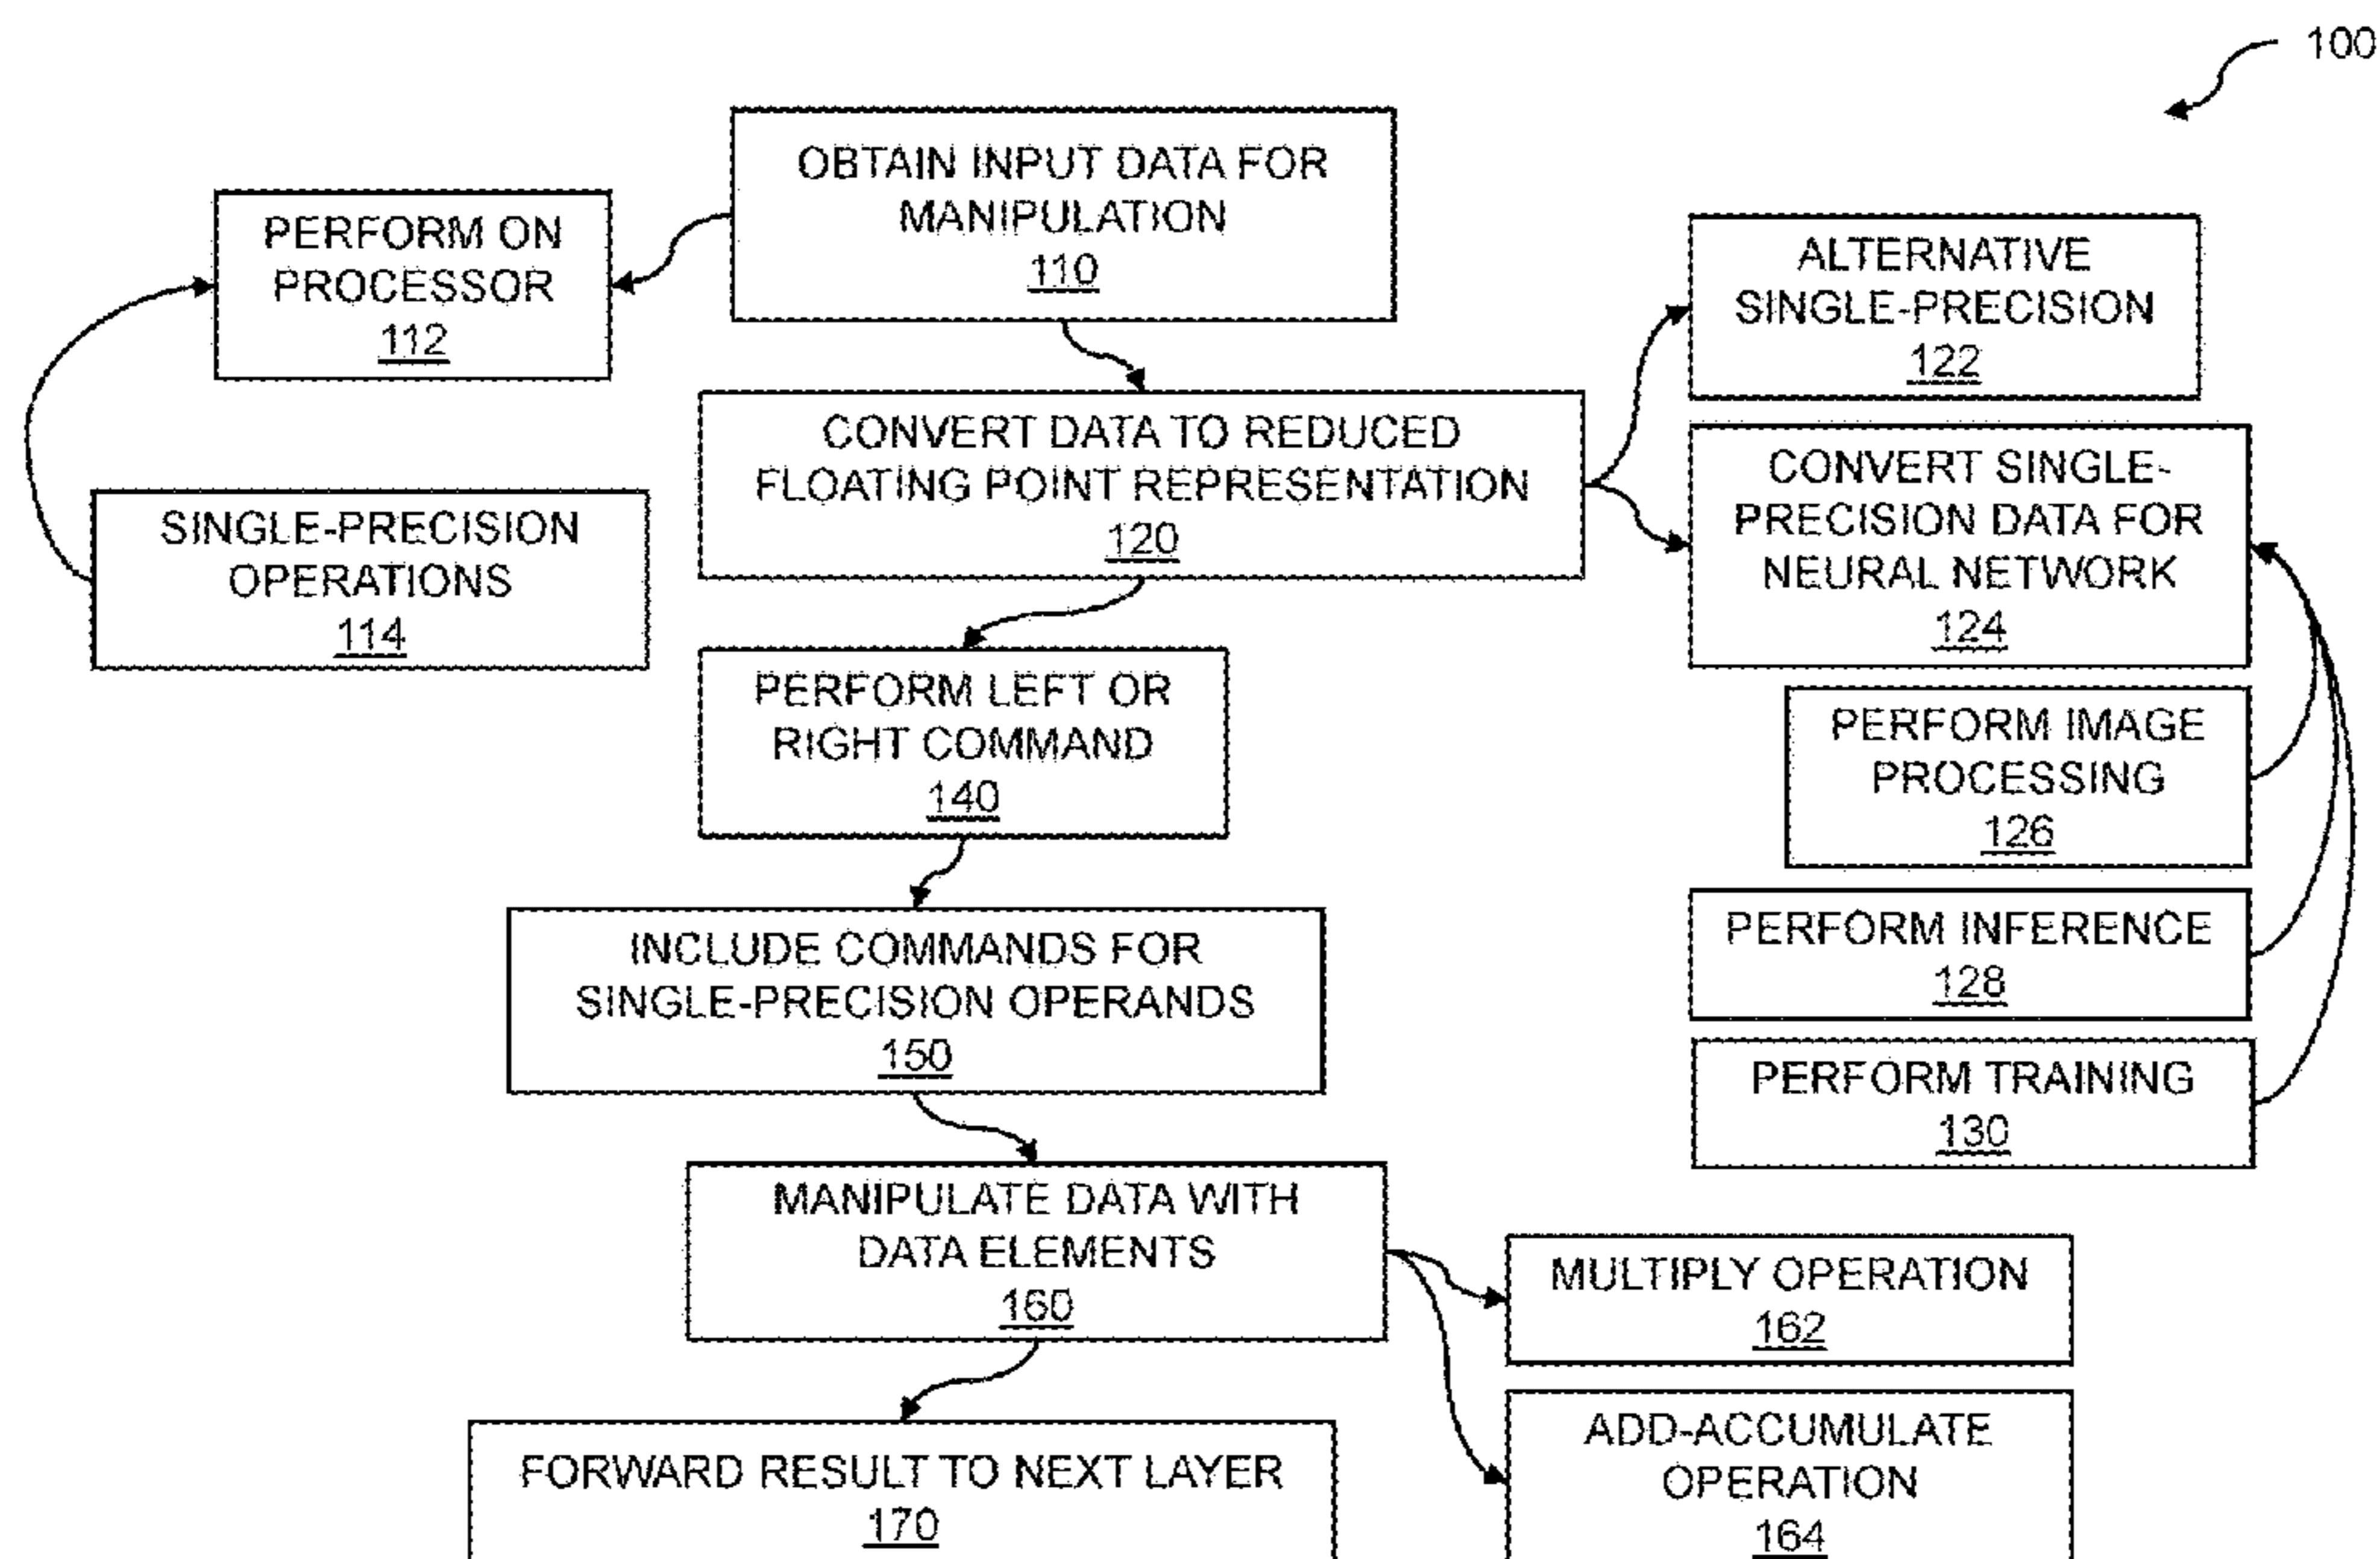 100
OBTAIN INPUT DATA FOR
MANIPULATION
110
PERFORM ON
PROCESSOR
112
SINGLE-PRECISION
OPERATIONS
114
CONVERT DATA TO REDUCED
FLOATING POINT REPRESENTATION
120
ALTERNATIVE
SINGLE-PRECISION
122
CONVERT SINGLE-
PRECISION DATA FOR
NEURAL NETWORK
124
PERFORM IMAGE
PROCESSING
126
PERFORM INFERENCE
128
PERFORM TRAINING
130
PERFORM LEFT OR
RIGHT COMMAND
140
INCLUDE COMMANDS FOR
SINGLE-PRECISION OPERANDS
150
MANIPULATE DATA WITH
DATA ELEMENTS
160
MULTIPLY OPERATION
162
ADD-ACCUMULATE
OPERATION
164
FORWARD RESULT TO NEXT LAYER
170